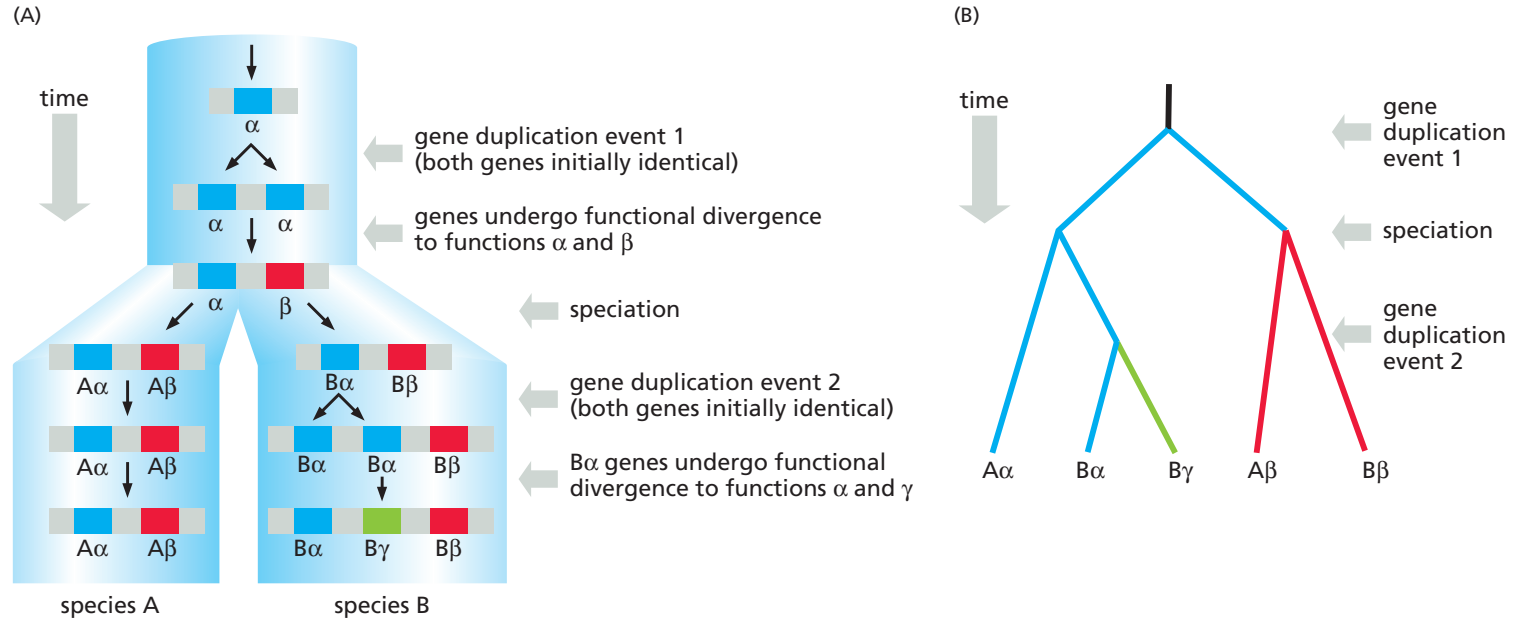 (A)
time
α
gene duplication event 1
(both genes initially identical)
α α
genes undergo functional divergence
to functions α and β
α β
speciation
Aα Aβ
Bα Bβ
gene duplication event 2
(both genes initially identical)
Aα Aβ
Bα Bα Bβ
Bα genes undergo functional
divergence to functions α and γ
Aα Aβ
Bα Bγ Bβ
species A
species B
(B)
time
gene
duplication
event 1
speciation
gene
duplication
event 2
Aα Bα Bγ Aβ Bβ